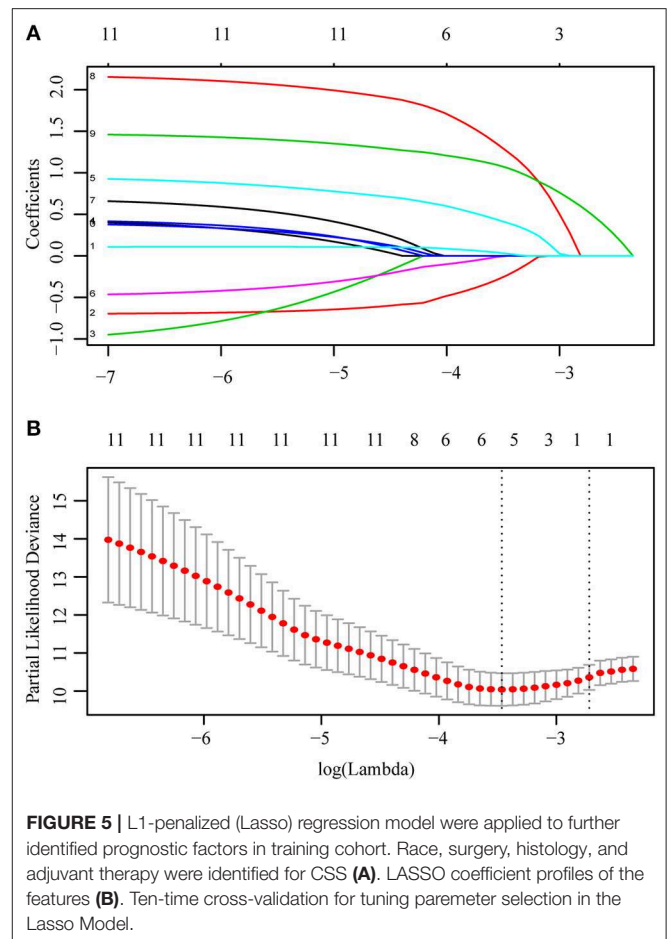 A
11 11 11 6 3
Coefficients
2.0
1.5
1.0
0.5
0.0
−0.5
−1.0
8
9
5
7
4
1
6
2
3
−7 −6 −5 −4 −3
B
11 11 11 11 11 11 11 8 6 6 5 3 1 1
Partial Likelihood Deviance
15
14
13
12
11
10
−6 −5 −4 −3
log(Lambda)
FIGURE 5 | L1-penalized (Lasso) regression model were applied to further
identified prognostic factors in training cohort. Race, surgery, histology, and
adjuvant therapy were identified for CSS (A). LASSO coefficient profiles of the
features (B). Ten-time cross-validation for tuning paremeter selection in the
Lasso Model.